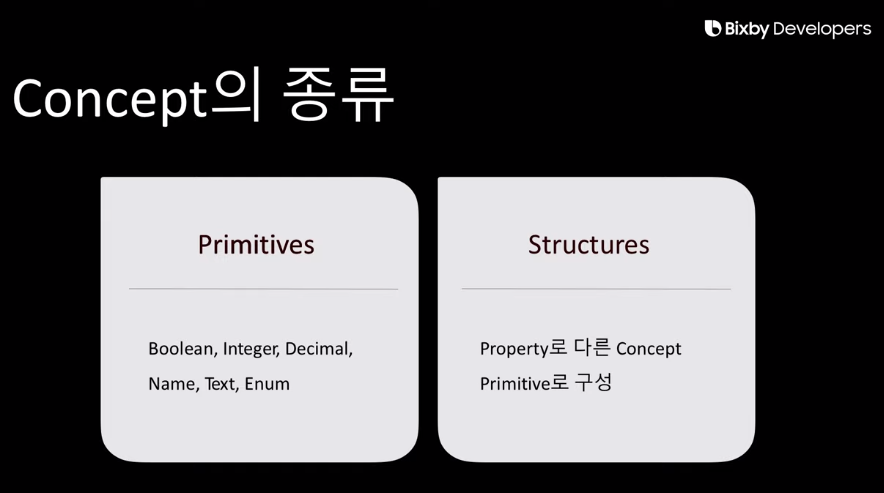 Bixby Developers
Concept의 종류
Primitives
Boolean, Integer, Decimal,
Name, Text, Enum
Structures
Property로 다른 Concept
Primitive로 구성